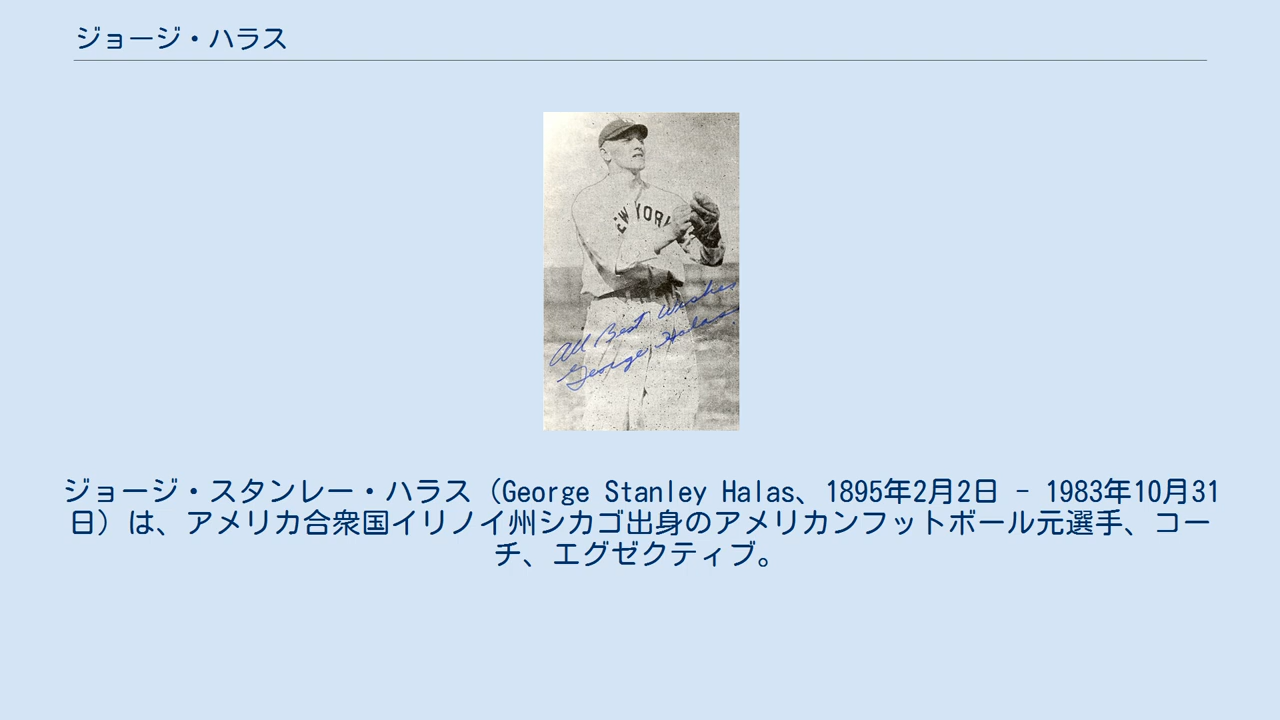 ジョージ・ハラス
NEW YORK
All Best Wishes
George Halas
ジョージ・スタンレー・ハラス（George Stanley Halas、1895年2月2日 - 1983年10月31
日）は、アメリカ合衆国イリノイ州シカゴ出身のアメリカンフットボール元選手、コー
チ、エグゼクティブ。